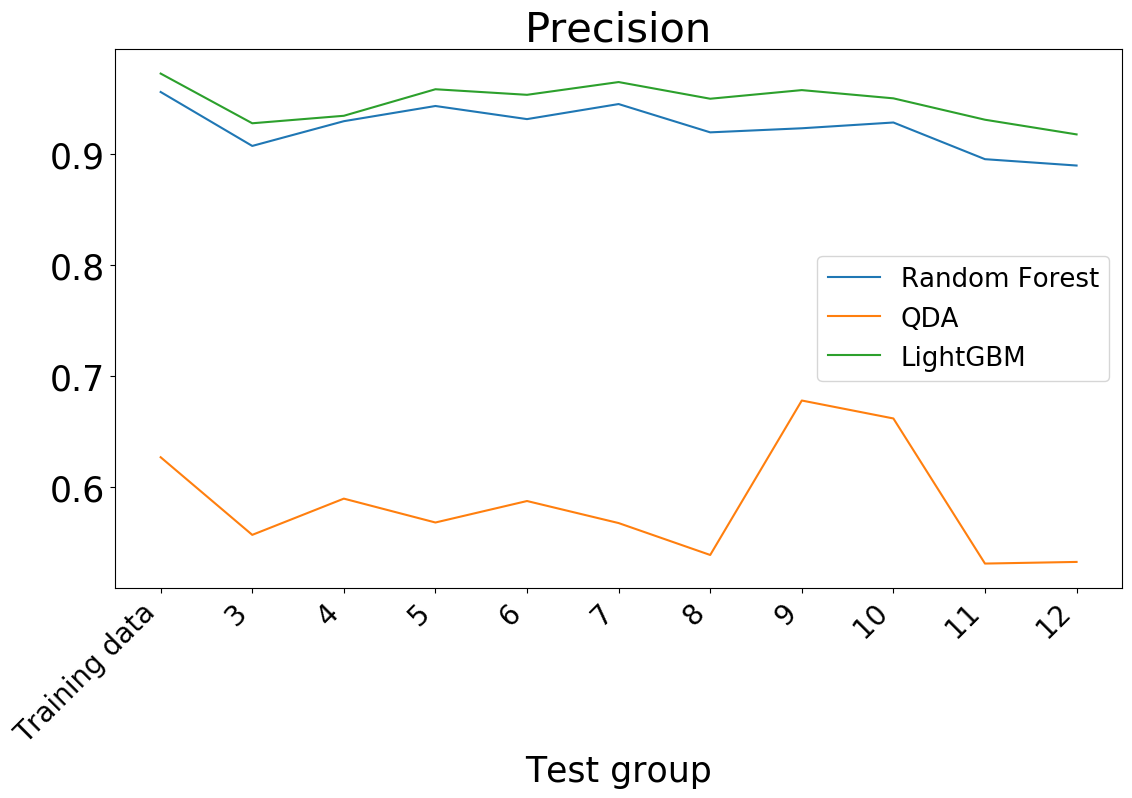 Precision
0.9
0.8
0.7
0.6
Random Forest
QDA
LightGBM
Training data
3
4
5
6
7
8
9
10
11
12
Test group